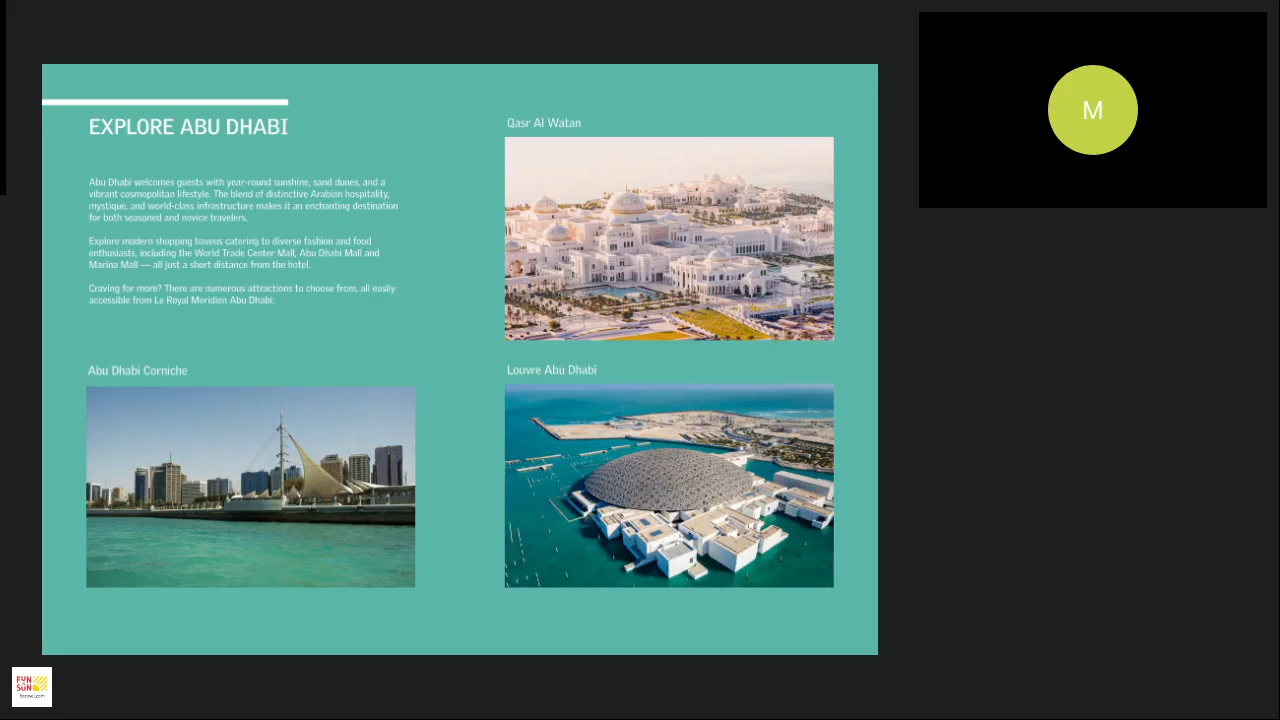 EXPLORE ABU DHABI
Abu Dhabi welcomes guests with year-round sunshine, sand dunes, and a
vibrant cosmopolitan lifestyle. The blend of distinctive Arabian hospitality,
mystique, and world-class infrastructure makes it an enchanting destination
for both seasoned and novice travelers.
Explore modern shopping havens catering to diverse fashion and food
enthusiasts, including the World Trade Center Mall, Abu Dhabi Mall and
Marina Mall — all just a short distance from the hotel.
Craving for more? There are numerous attractions to choose from, all easily
accessible from Le Royal Meridien Abu Dhabi:
Abu Dhabi Corniche
Qasr Al Watan
Louvre Abu Dhabi
M
FUN
SUN